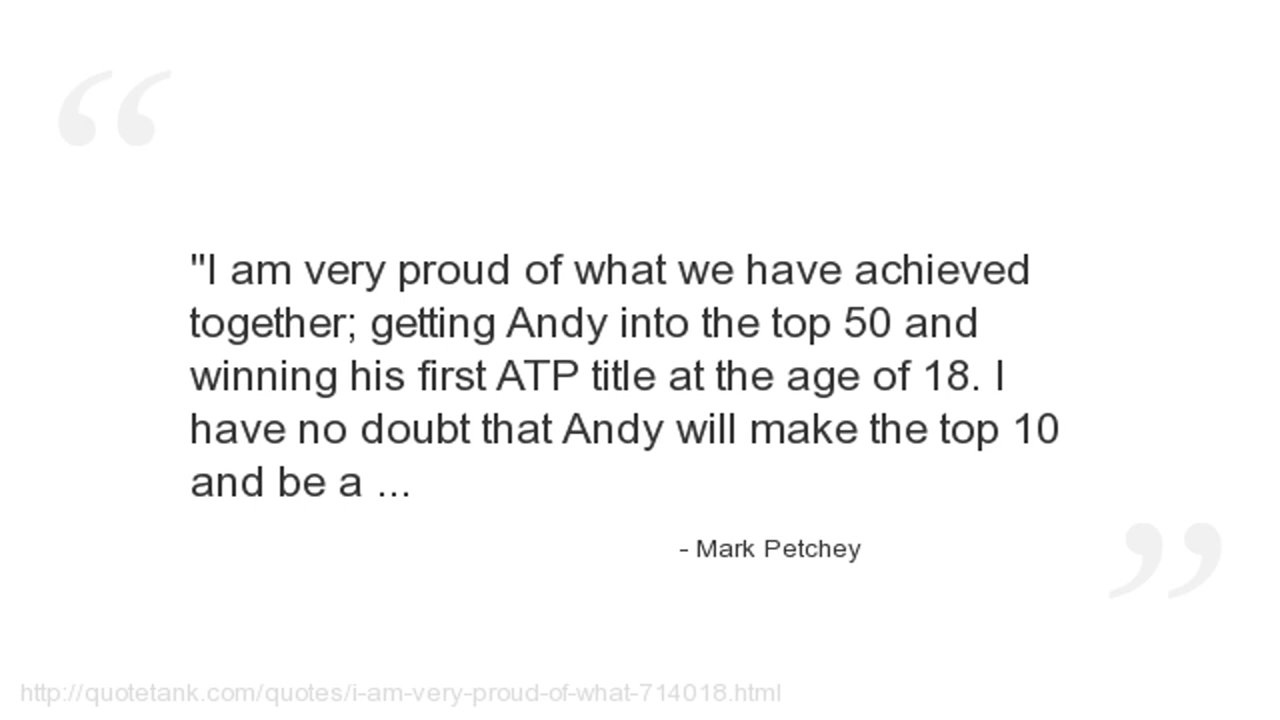 "I am very proud of what we have achieved
together; getting Andy into the top 50 and
winning his first ATP title at the age of 18. I
have no doubt that Andy will make the top 10
and be a ...
- Mark Petchey
http://quotetank.com/quotes/i-am-very-proud-of-what-714018.html